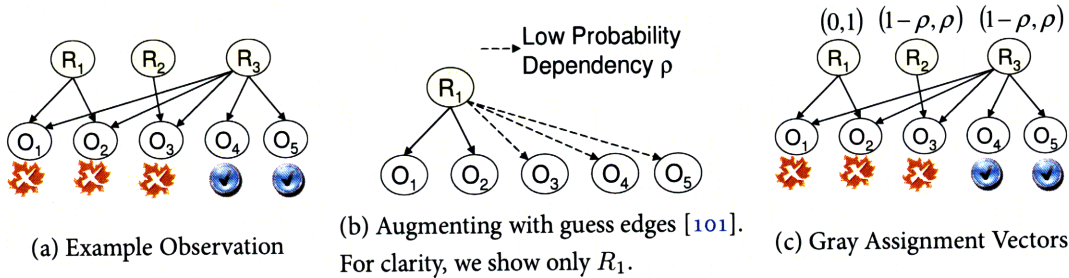 R1 R2 R3
O1 O2 O3 O4 O5
(a) Example Observation
Low Probability
Dependency ρ
R1
O1 O2 O3 O4 O5
(b) Augmenting with guess edges [101].
For clarity, we show only R1.
(0,1) (1−ρ,ρ) (1−ρ,ρ)
R1 R2 R3
O1 O2 O3 O4 O5
(c) Gray Assignment Vectors